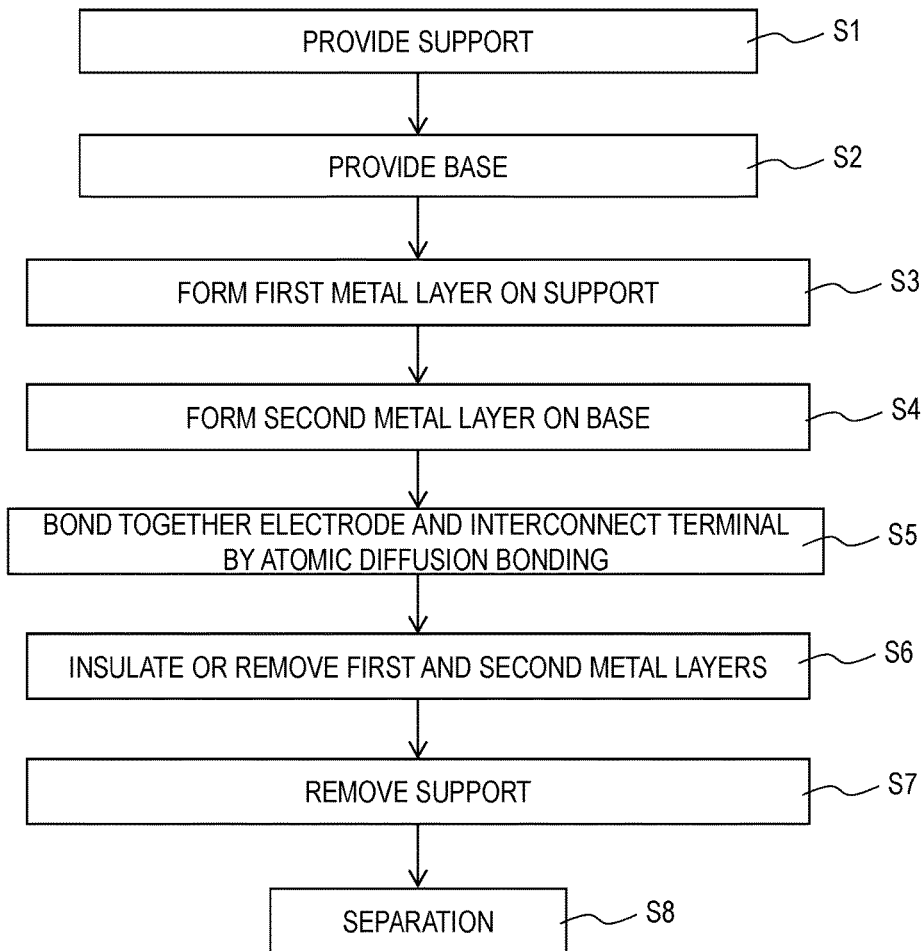 PROVIDE SUPPORT S1
PROVIDE BASE S2
FORM FIRST METAL LAYER ON SUPPORT S3
FORM SECOND METAL LAYER ON BASE S4
BOND TOGETHER ELECTRODE AND INTERCONNECT TERMINAL
BY ATOMIC DIFFUSION BONDING S5
INSULATE OR REMOVE FIRST AND SECOND METAL LAYERS S6
REMOVE SUPPORT S7
SEPARATION S8